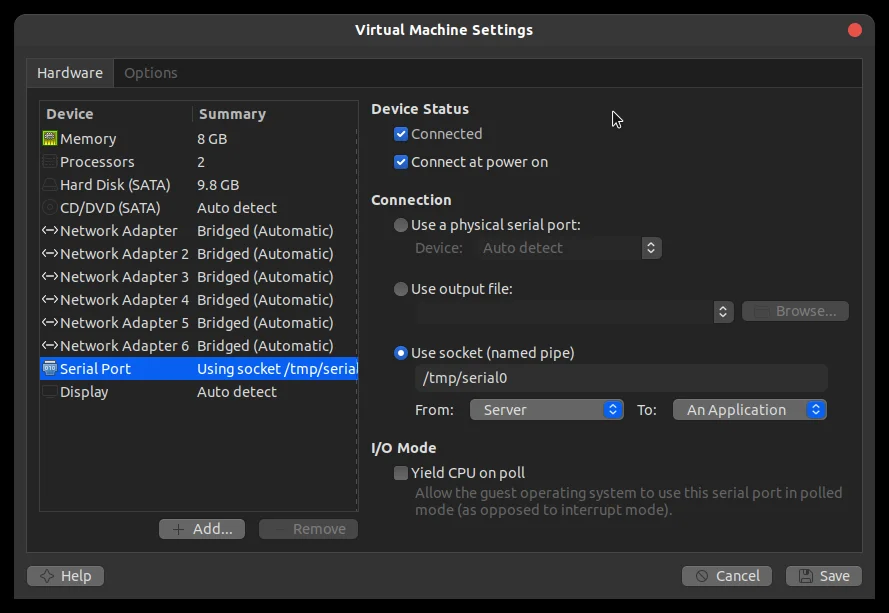 Virtual Machine Settings
Hardware Options
Device Summary
Memory 8 GB
Processors 2
Hard Disk (SATA) 9.8 GB
CD/DVD (SATA) Auto detect
Network Adapter Bridged (Automatic)
Network Adapter 2 Bridged (Automatic)
Network Adapter 3 Bridged (Automatic)
Network Adapter 4 Bridged (Automatic)
Network Adapter 5 Bridged (Automatic)
Network Adapter 6 Bridged (Automatic)
Serial Port Using socket /tmp/serial
Display Auto detect
Add... Remove
Device Status
Connected
Connect at power on
Connection
Use a physical serial port:
Device: Auto detect
Use output file:
Browse...
Use socket (named pipe)
/tmp/serial0
From: Server To: An Application
I/O Mode
Yield CPU on poll
Allow the guest operating system to use this serial port in polled
mode (as opposed to interrupt mode).
Help Cancel Save